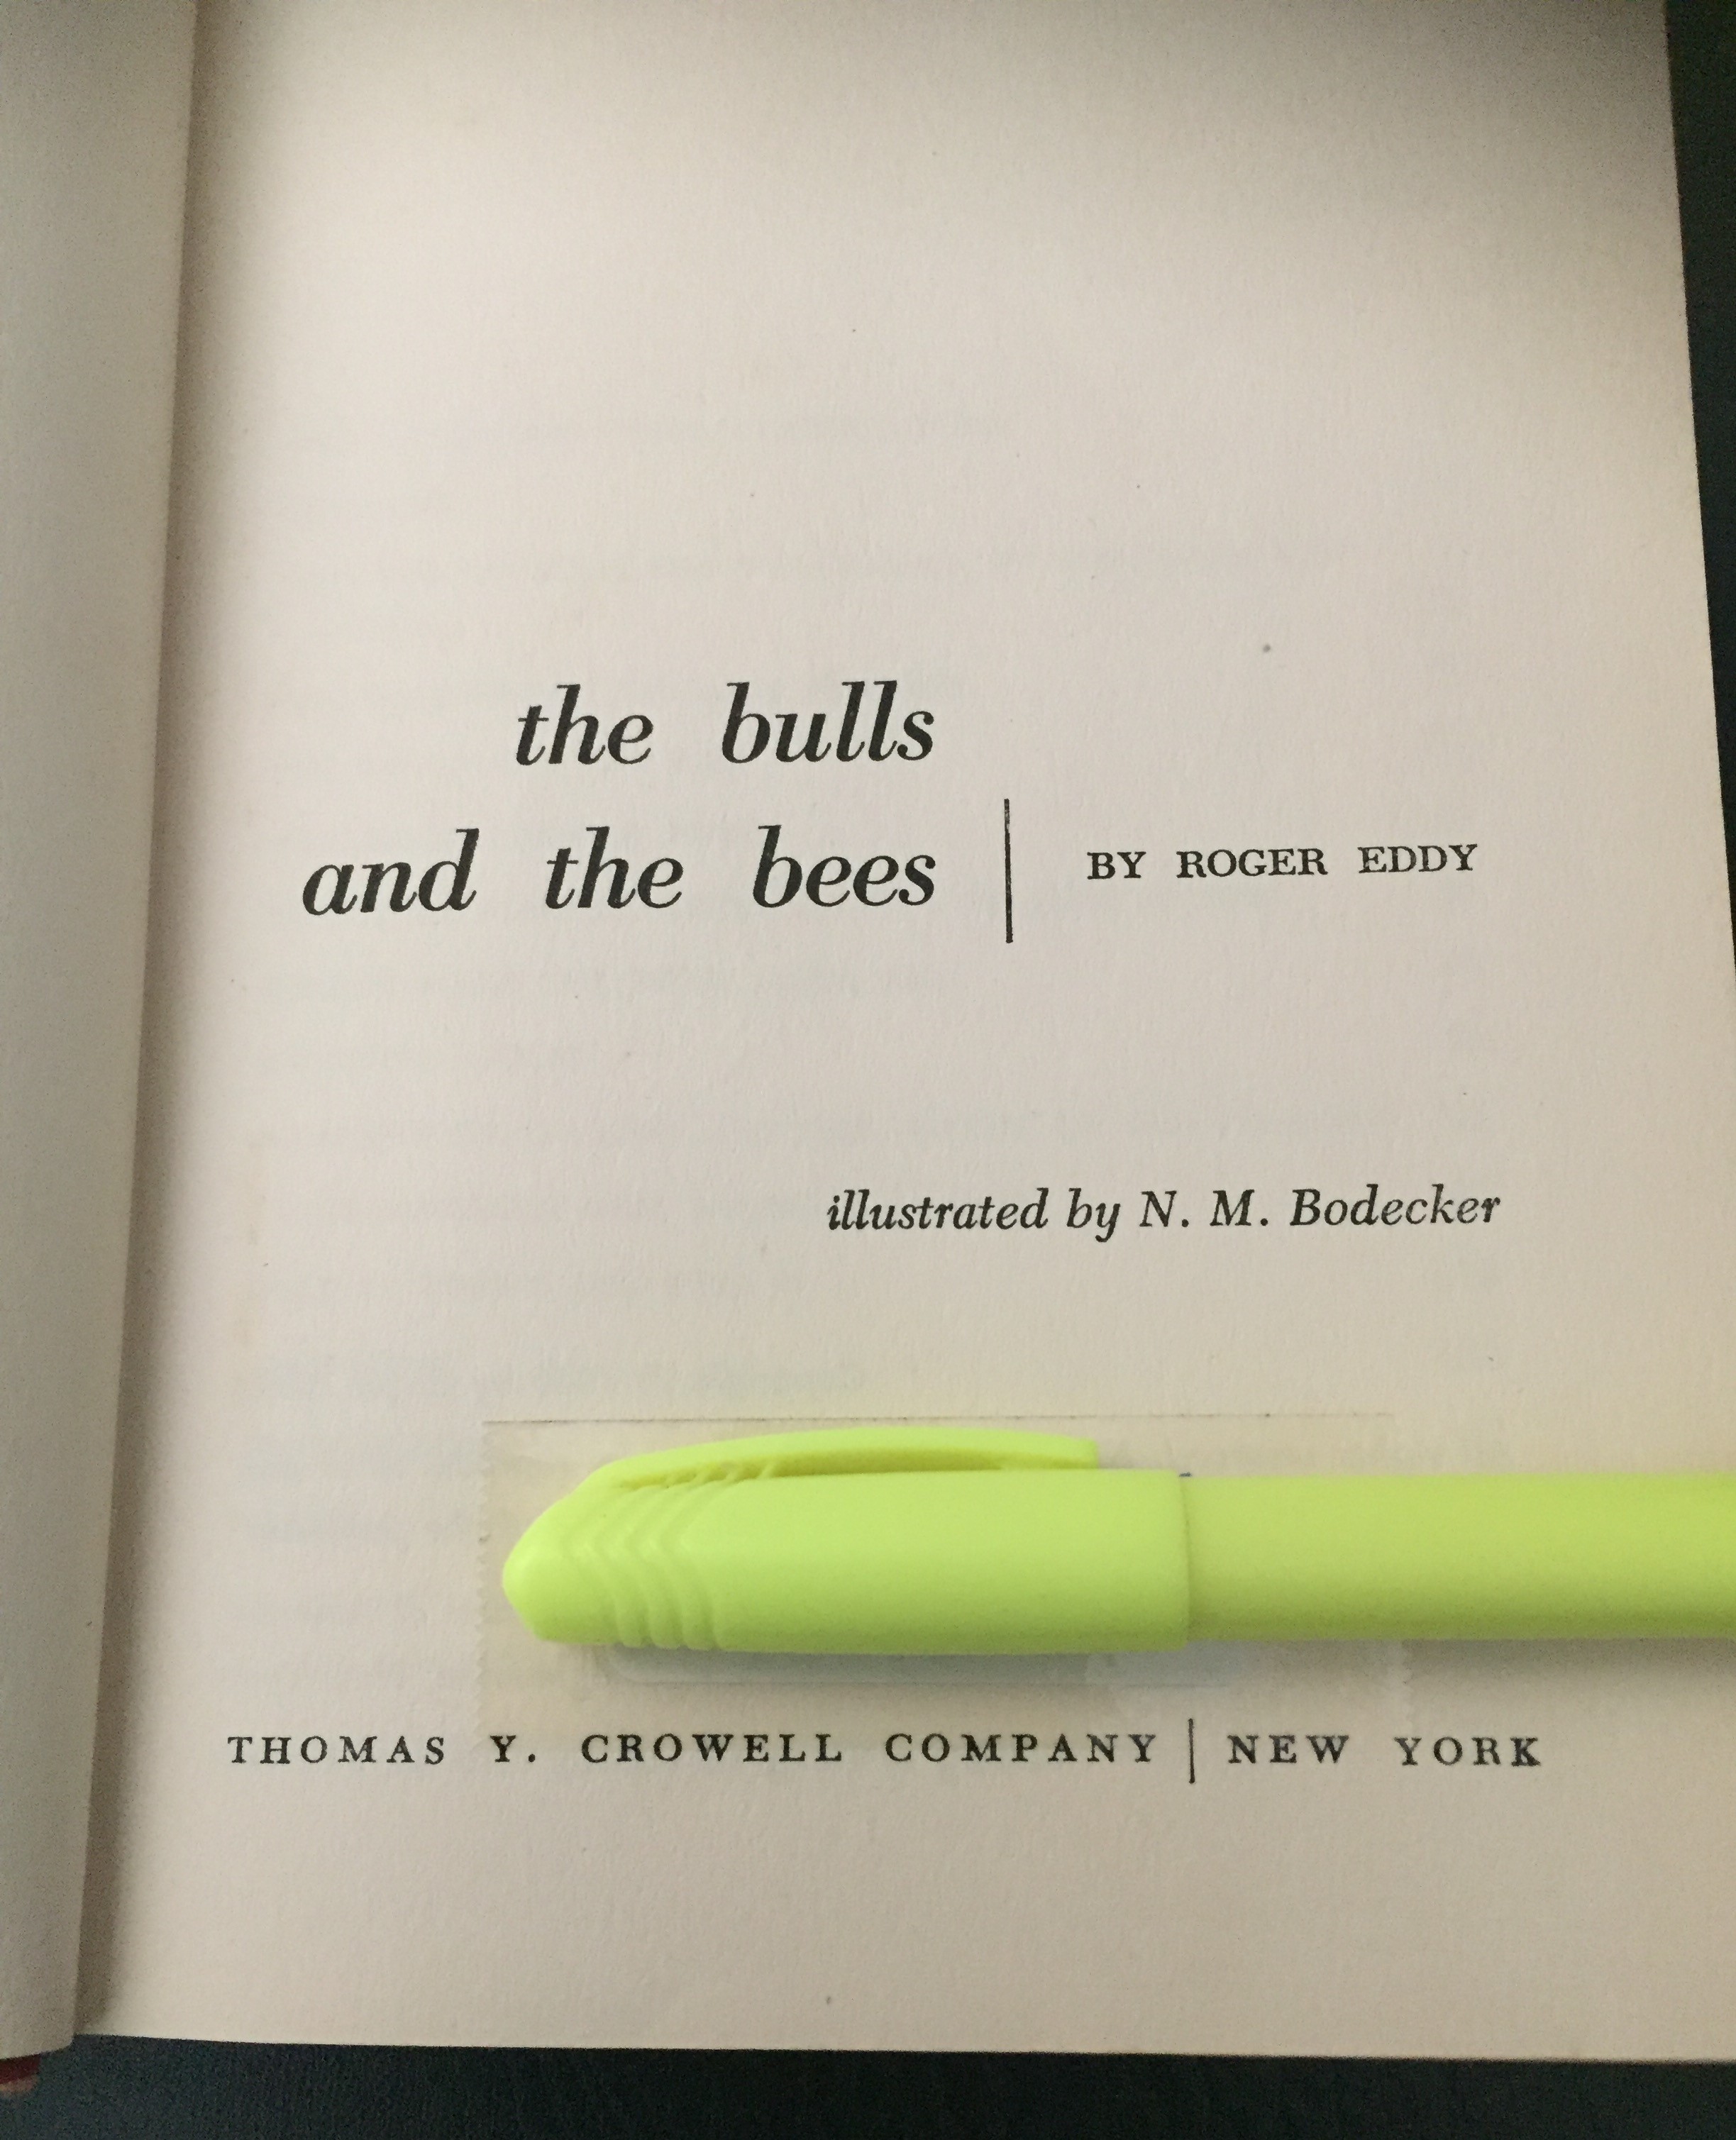 the bulls
and the bees | BY ROGER EDDY
illustrated by N. M. Bodecker
THOMAS Y. CROWELL COMPANY | NEW YORK